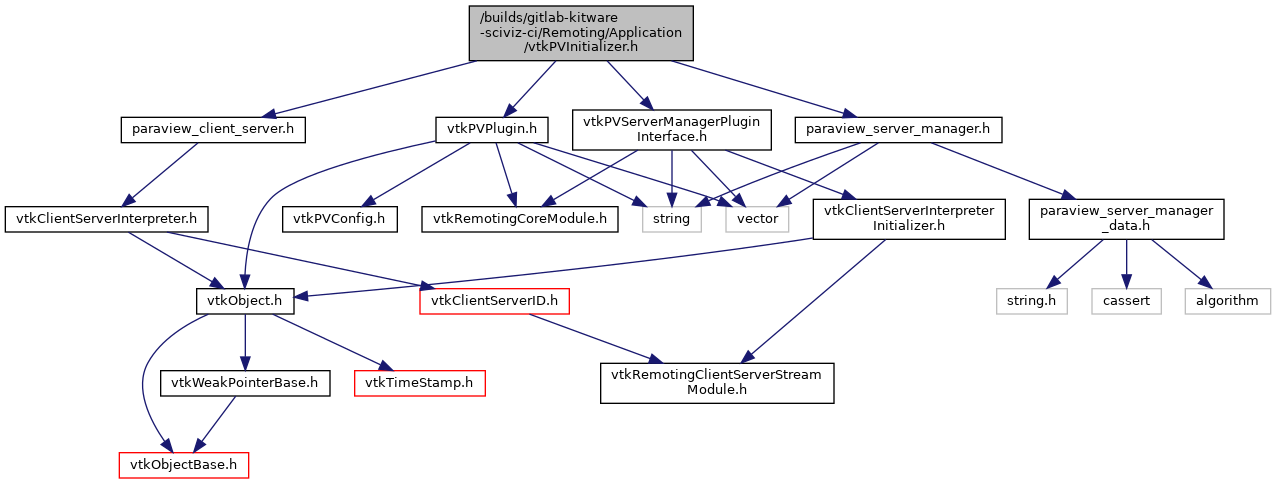 /builds/gitlab-kitware
-sciviz-ci/Remoting/Application
/vtkPVInitializer.h
paraview_client_server.h
vtkPVPlugin.h
vtkPVServerManagerPlugin
Interface.h
paraview_server_manager.h
vtkClientServerInterpreter.h
vtkPVConfig.h
vtkRemotingCoreModule.h
string
vector
vtkClientServerInterpreter
Initializer.h
paraview_server_manager
_data.h
vtkObject.h
vtkClientServerID.h
string.h
cassert
algorithm
vtkWeakPointerBase.h
vtkTimeStamp.h
vtkRemotingClientServerStream
Module.h
vtkObjectBase.h